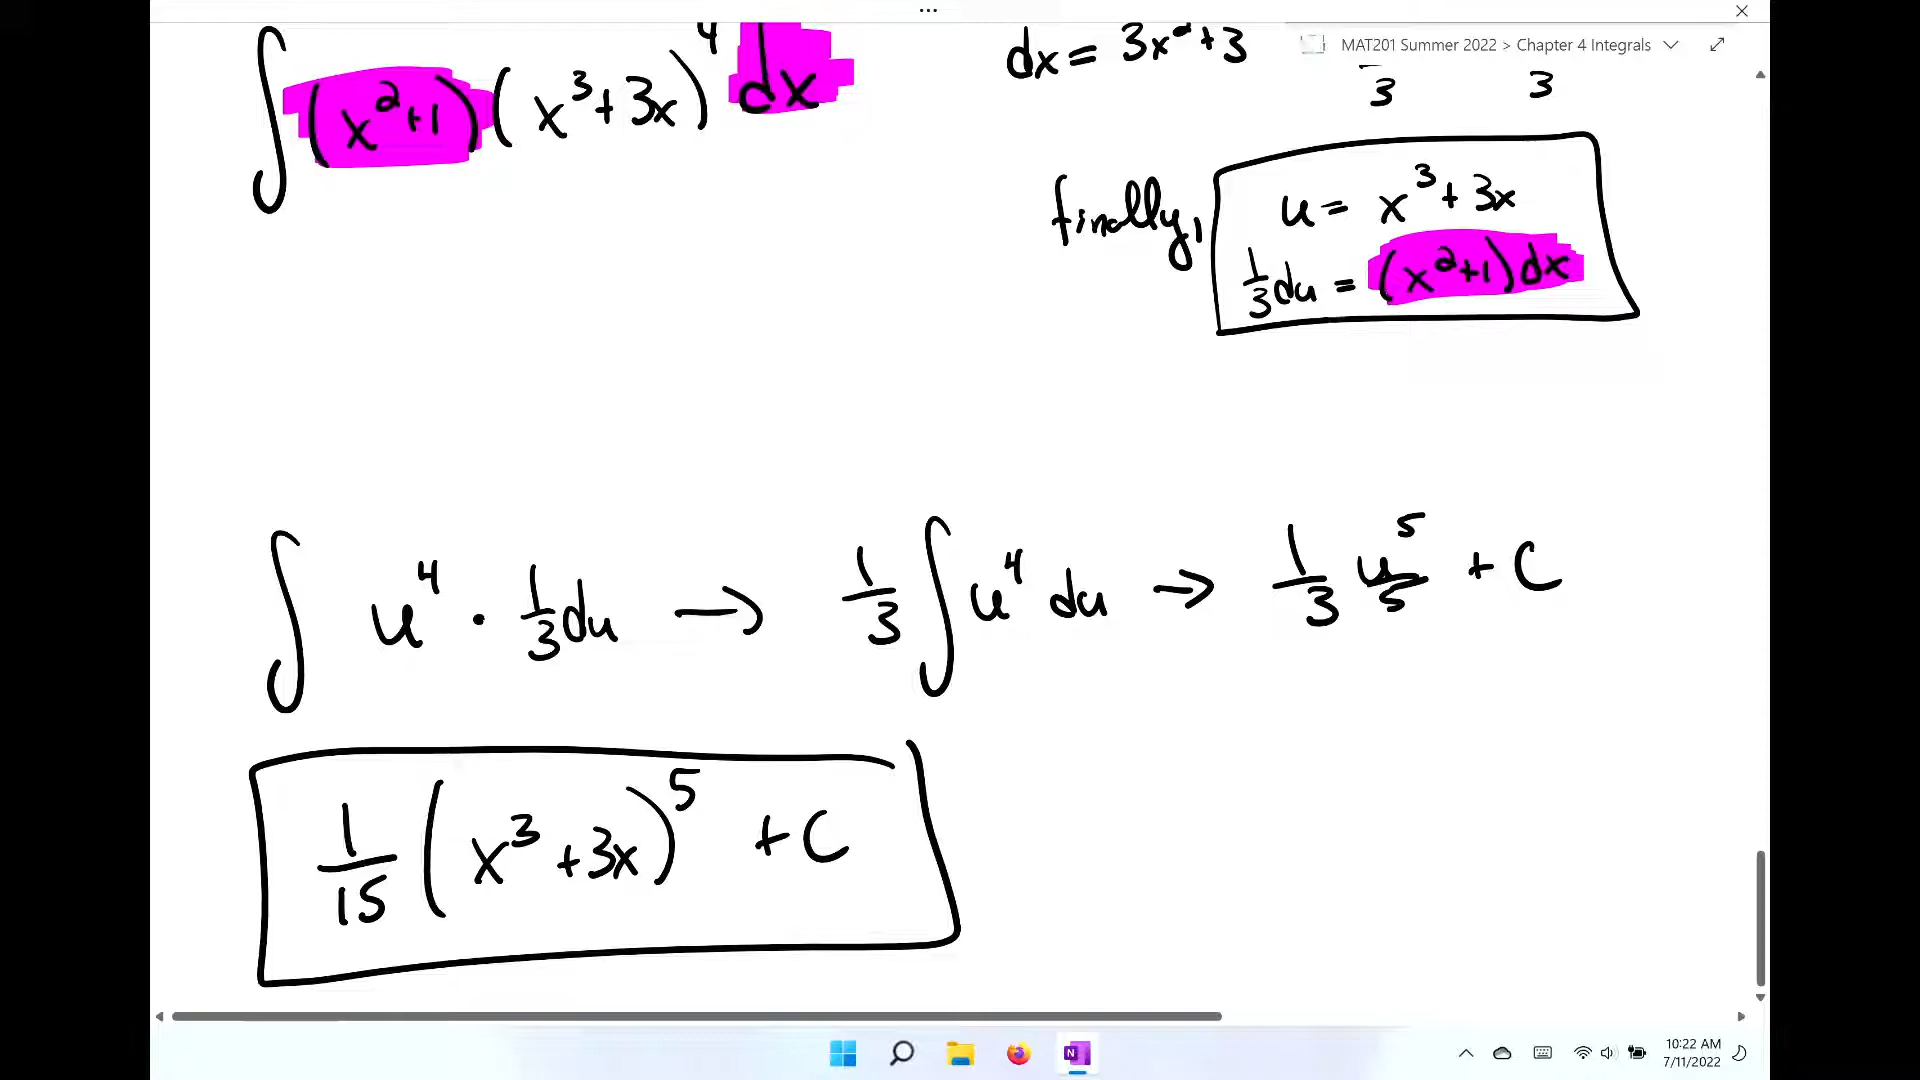 MAT201 Summer 2022 > Chapter 4 Integrals
∫ (x²+1)(x³+3x)⁴ dx
dx = 3x²+3
3 3
finally, u = x³+3x
⅓du = (x²+1)dx
∫ u⁴ · ⅓du → ⅓ ∫ u⁴ du → ⅓ u⁵/5 + C
1/15 (x³+3x)⁵ + C
10:22 AM
7/11/2022